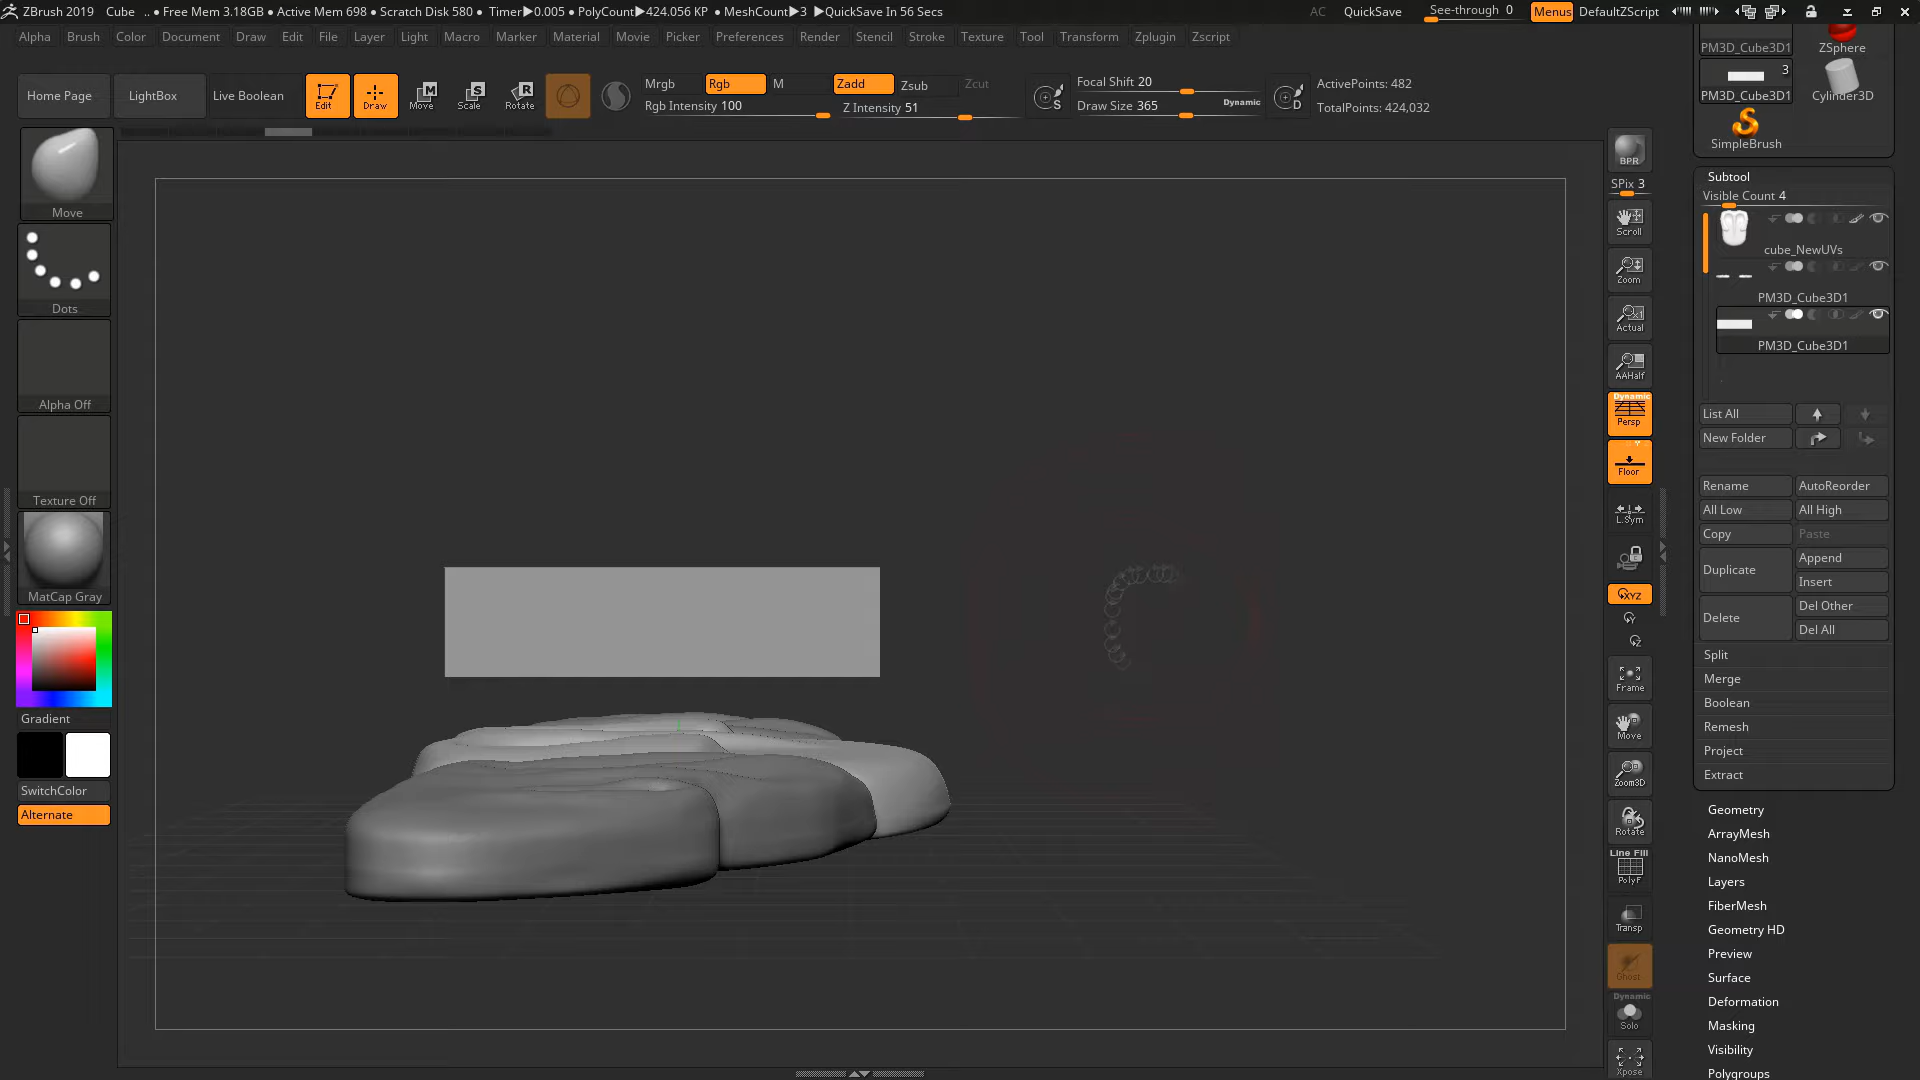 ZBrush 2019 Cube .. ● Free Mem 3.18GB ● Active Mem 698 ● Scratch Disk 580 ● Timer▶0.005 ● PolyCount▶424.056 KP ● MeshCount▶3 ▶QuickSave In 56 Secs AC QuickSave See-through 0 Menus DefaultZScript
Alpha Brush Color Document Draw Edit File Layer Light Macro Marker Material Movie Picker Preferences Render Stencil Stroke Texture Tool Transform Zplugin Zscript
Home Page LightBox Live Boolean Edit Draw Move Scale Rotate
Mrgb Rgb M Zadd Zsub Zcut
Rgb Intensity 100 Z Intensity 51
Focal Shift 20
Draw Size 365 Dynamic
ActivePoints: 482
TotalPoints: 424,032
Move
Dots
Alpha Off
Texture Off
MatCap Gray
Gradient
SwitchColor
Alternate
BPR
SPix 3
Scroll
Zoom
Actual
AAHalf
Dynamic
Persp
Floor
L.Sym
XYZ
Y
Z
Frame
Move
Zoom3D
Rotate
Line Fill
PolyF
Transp
Ghost
Dynamic
Solo
Xpose
PM3D_Cube3D1 ZSphere
3
PM3D_Cube3D1 Cylinder3D
SimpleBrush
Subtool
Visible Count 4
cube_NewUVs
PM3D_Cube3D1
PM3D_Cube3D1
List All
New Folder
Rename AutoReorder
All Low All High
Copy Paste
Duplicate Append
Insert
Delete Del Other
Del All
Split
Merge
Boolean
Remesh
Project
Extract
Geometry
ArrayMesh
NanoMesh
Layers
FiberMesh
Geometry HD
Preview
Surface
Deformation
Masking
Visibility
Polygroups